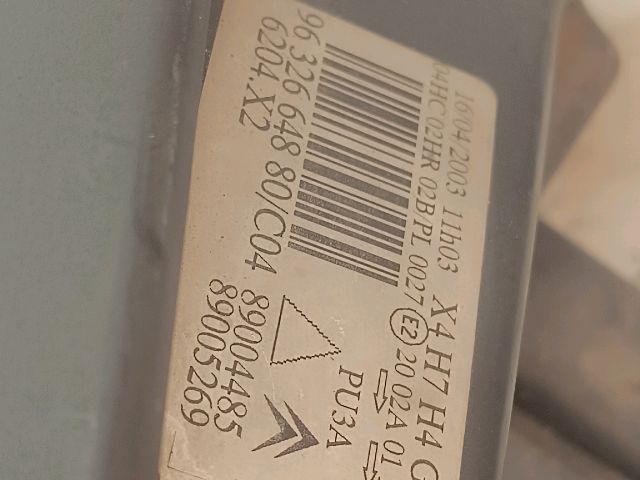 16/04/2003 11h03 X4 H7 H4 G
04HC 02HR 02B/PL 0027 E2 20 02A 01
PU3A
96 326 648 80/C04
6204.X2
89004485
89005269